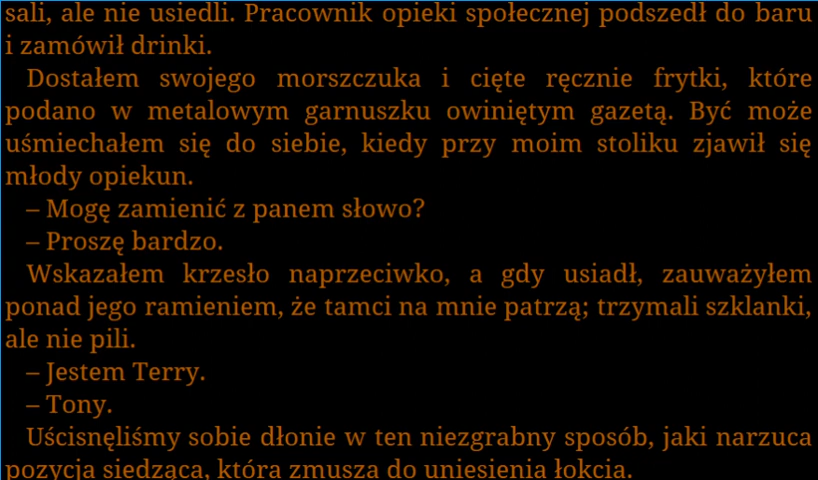 sali, ale nie usiedli. Pracownik opieki społecznej podszedł do baru
i zamówił drinki.
Dostałem swojego morszczuka i cięte ręcznie frytki, które
podano w metalowym garnuszku owiniętym gazetą. Być może
uśmiechałem się do siebie, kiedy przy moim stoliku zjawił się
młody opiekun.
– Mogę zamienić z panem słowo?
– Proszę bardzo.
Wskazałem krzesło naprzeciwko, a gdy usiadł, zauważyłem
ponad jego ramieniem, że tamci na mnie patrzą; trzymali szklanki,
ale nie pili.
– Jestem Terry.
– Tony.
Uścisnęliśmy sobie dłonie w ten niezgrabny sposób, jaki narzuca
pozycja siedząca, która zmusza do uniesienia łokcia.